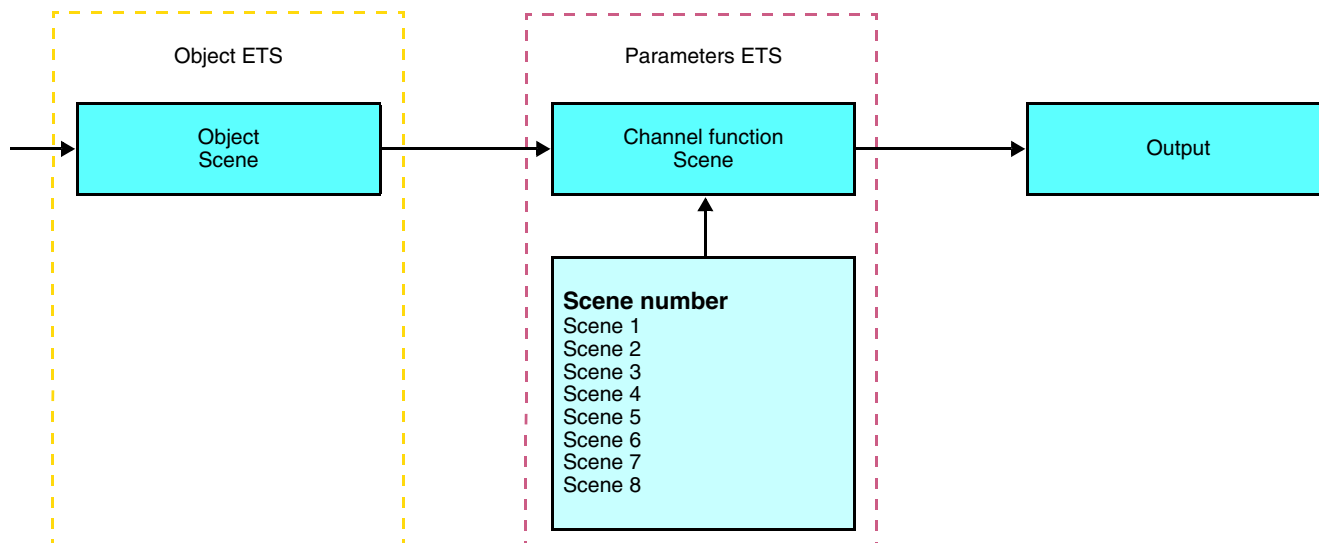 Object ETS
Parameters ETS
Object
Scene
Channel function
Scene
Output
Scene number
Scene 1
Scene 2
Scene 3
Scene 4
Scene 5
Scene 6
Scene 7
Scene 8